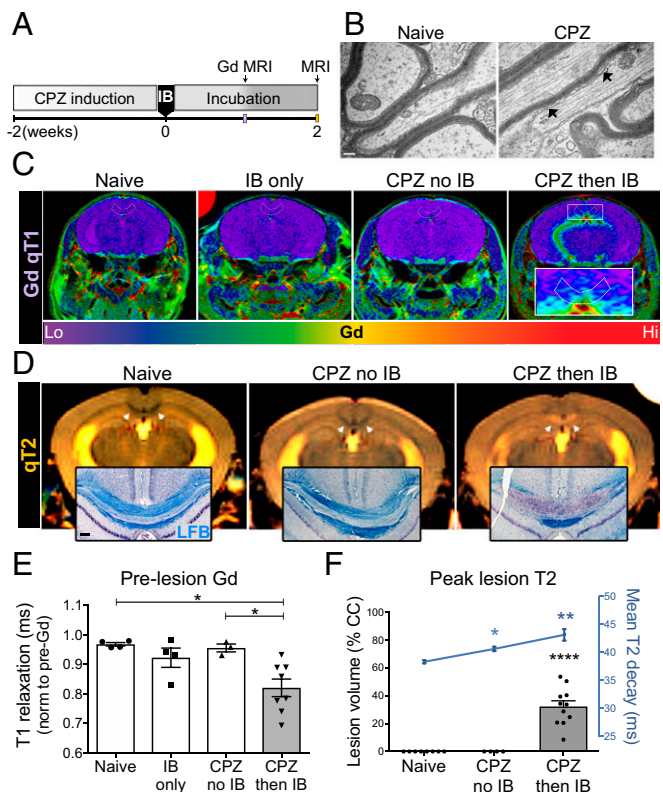 A
Gd MRI
MRI
CPZ induction
IB
Incubation
-2(weeks)
0
2
B
Naive
CPZ
C
Naive
IB only
CPZ no IB
CPZ then IB
Gd qT1
Lo
Gd
Hi
D
Naive
CPZ no IB
CPZ then IB
qT2
LFB
E
Pre-lesion Gd
*
*
T1 relaxation (ms)
(norm to pre-Gd)
1.1
1.0
0.9
0.8
0.7
0.6
Naive
IB
only
CPZ
no IB
CPZ
then IB
F
Peak lesion T2
Lesion volume (% CC)
100
80
60
40
20
0
*
**
****
50
45
40
35
30
25
Mean T2 decay
(ms)
Naive
CPZ
no IB
CPZ
then IB